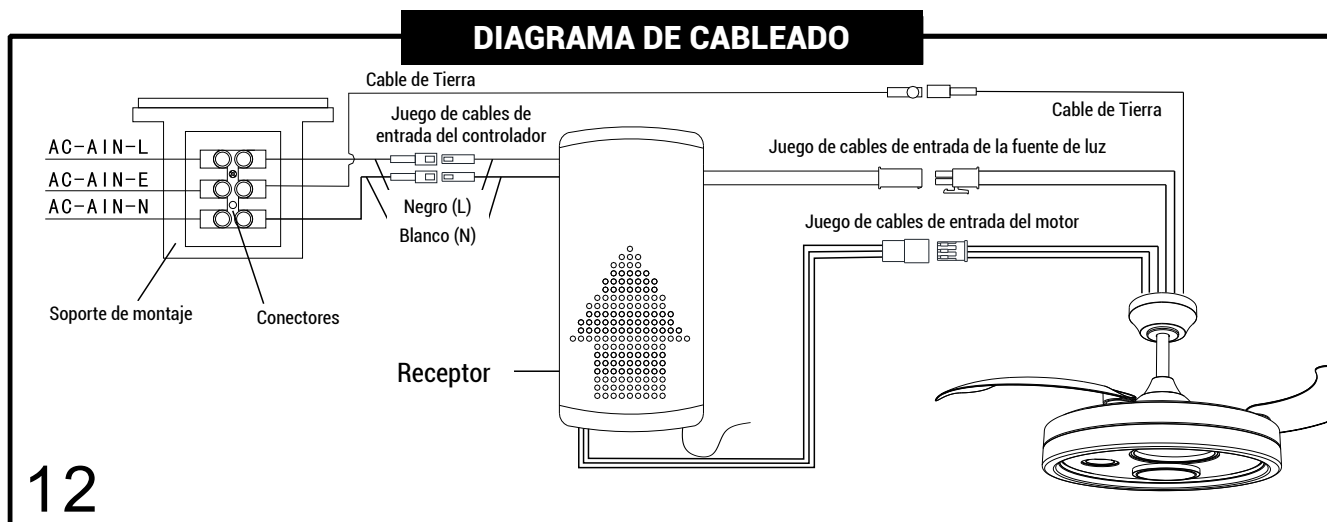 DIAGRAMA DE CABLEADO
Cable de Tierra
Cable de Tierra
Juego de cables de
entrada del controlador
AC-AIN-L
AC-AIN-E
AC-AIN-N
Juego de cables de entrada de la fuente de luz
Negro (L)
Blanco (N)
Juego de cables de entrada del motor
Soporte de montaje
Conectores
Receptor
12